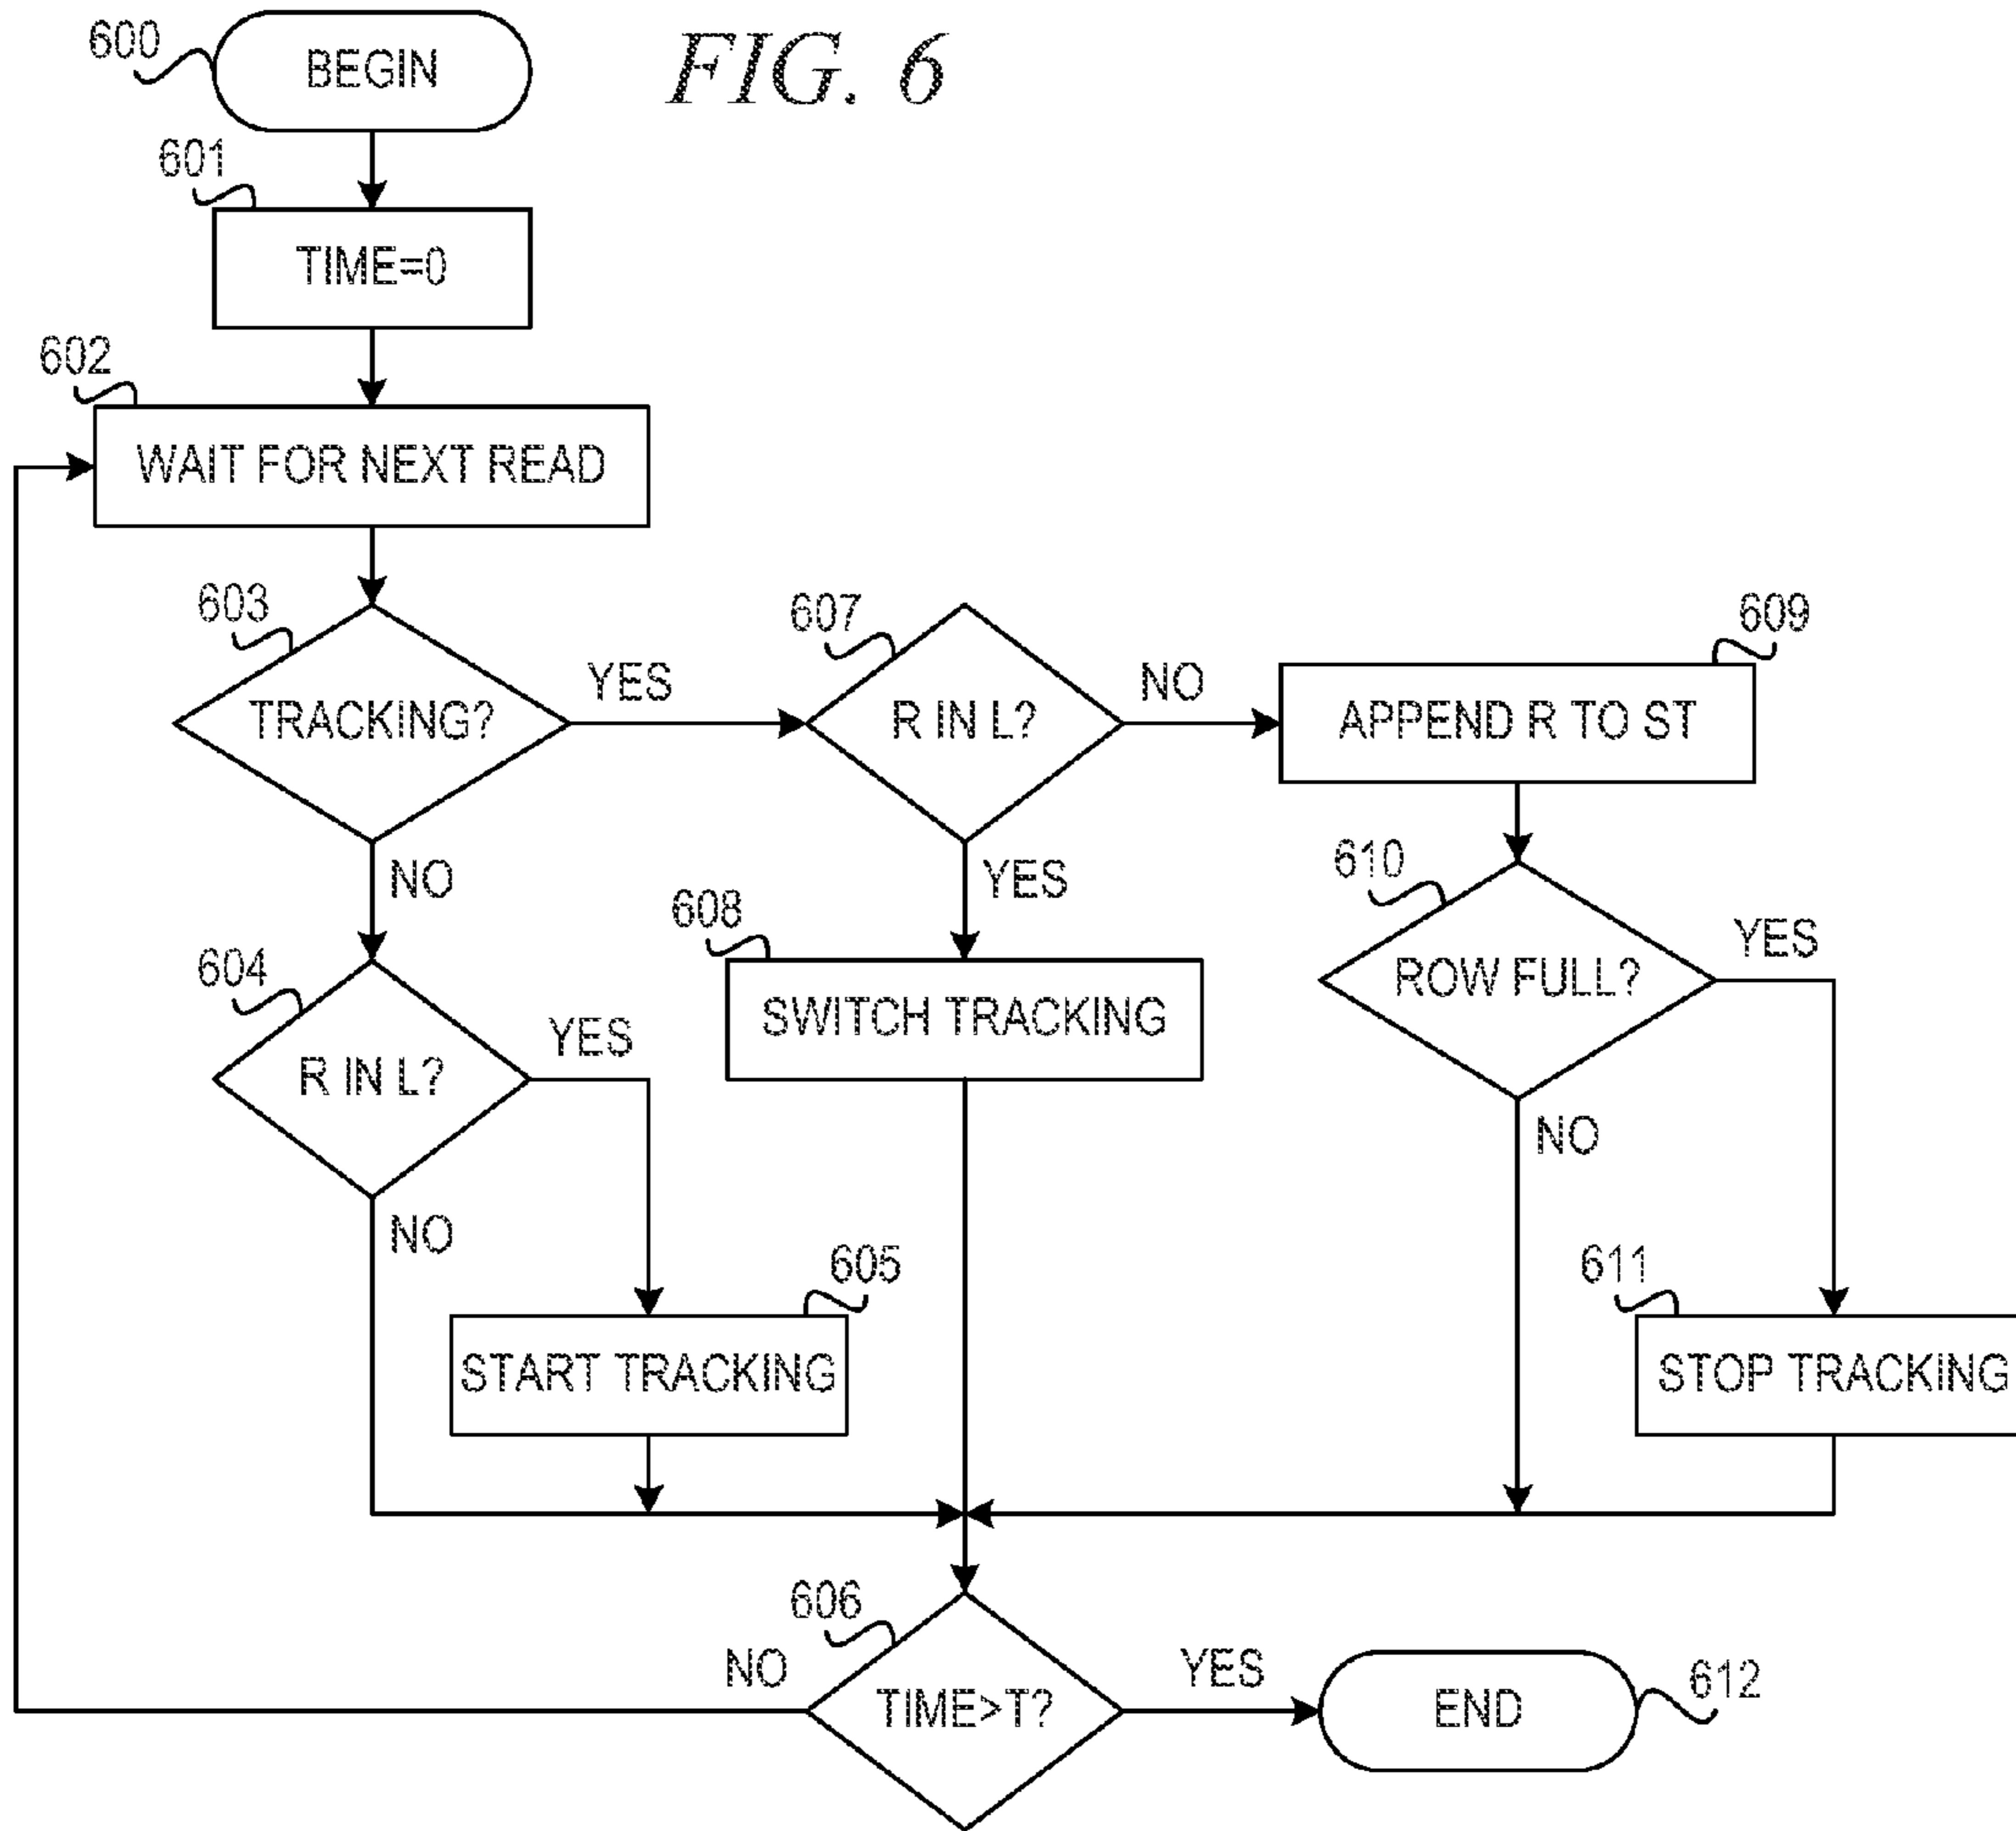 600
BEGIN
FIG. 6
601
TIME=0
602
WAIT FOR NEXT READ
603
TRACKING?
YES
NO
607
R IN L?
NO
YES
609
APPEND R TO ST
610
ROW FULL?
YES
NO
604
R IN L?
YES
NO
608
SWITCH TRACKING
605
START TRACKING
611
STOP TRACKING
606
TIME>T?
NO
YES
END
612